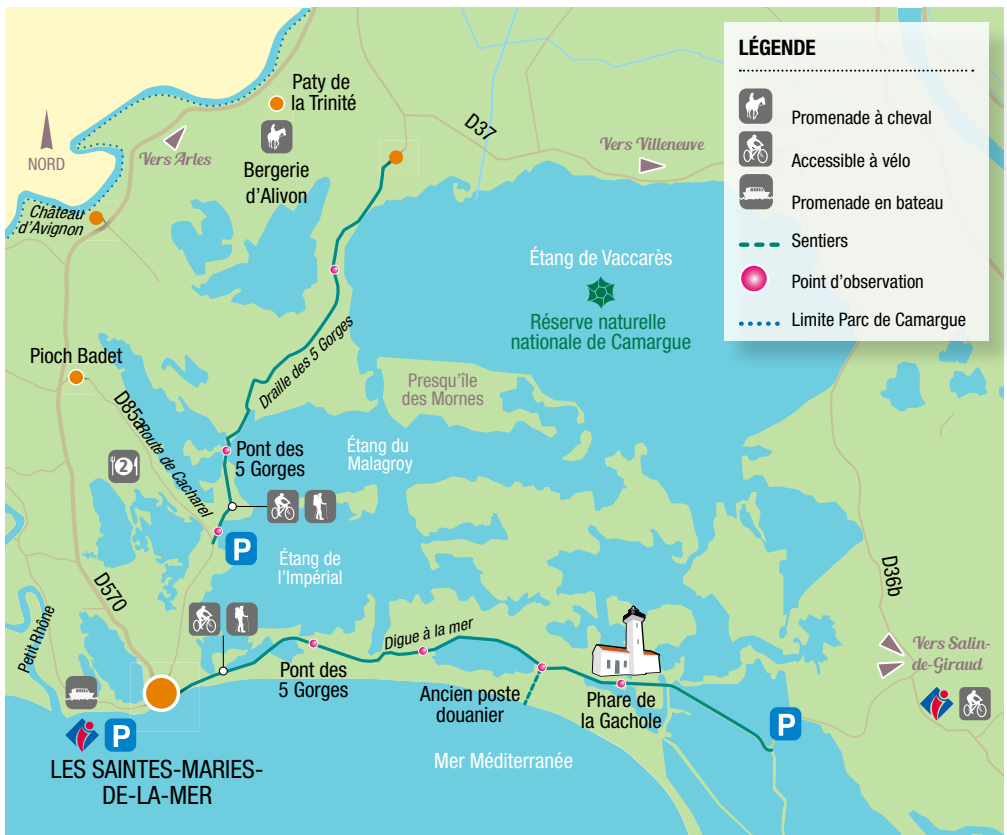 LÉGENDE
Promenade à cheval
Accessible à vélo
Promenade en bateau
Sentiers
Point d'observation
Limite Parc de Camargue
NORD
Vers Arles
Paty de
la Trinité
Bergerie
d'Alivon
D37
Vers Villeneuve
Château
d'Avignon
Étang de Vaccarès
Réserve naturelle
nationale de Camargue
Draille des 5 Gorges
Pioch Badet
Presqu'île
des Mornes
D85a
Route de Cacharel
Pont des
5 Gorges
Étang du
Malagroy
2
P
Étang de
l'Impérial
D570
D36b
Petit Rhône
Digue à la mer
Vers Salin-
de-Giraud
Pont des
5 Gorges
Ancien poste
douanier
Phare de
la Gachole
P
P
Mer Méditerranée
LES SAINTES-MARIES-
DE-LA-MER